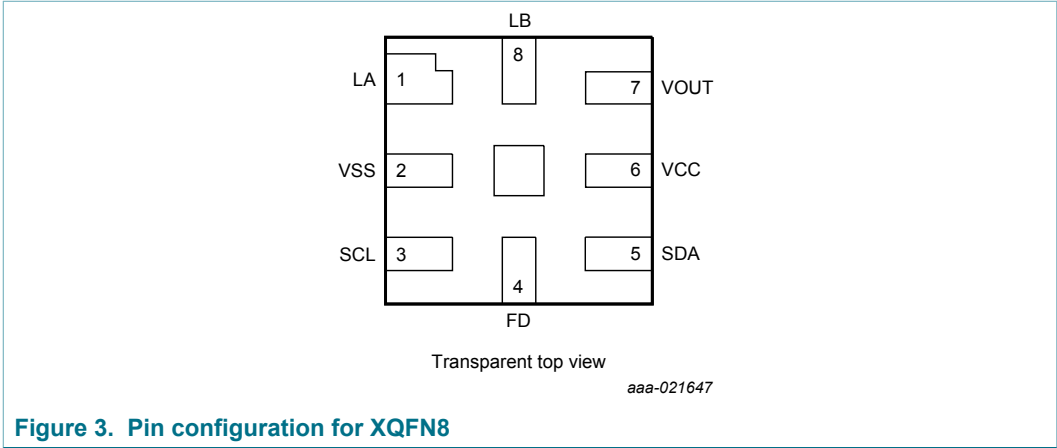 LB
8
LA 1
7 VOUT
VSS 2
6 VCC
SCL 3
5 SDA
4
FD
Transparent top view
aaa-021647
Figure 3. Pin configuration for XQFN8